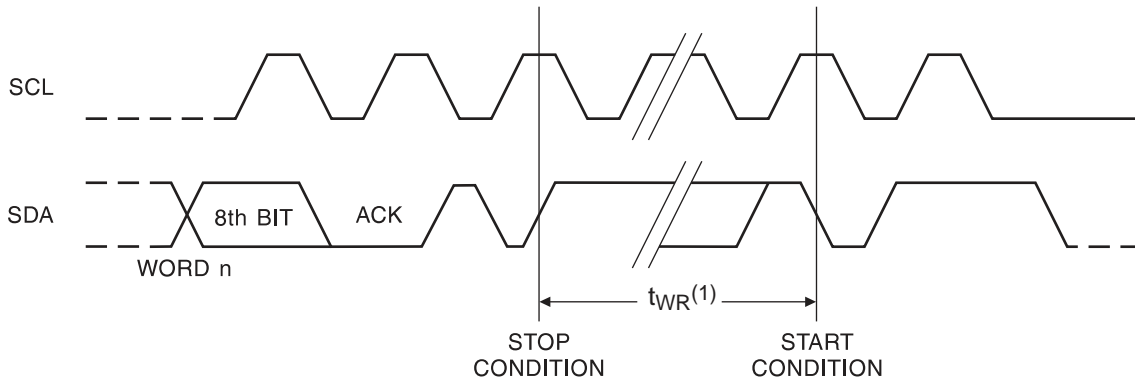 SCL
SDA
8th BIT
ACK
WORD n
tWR(1)
STOP
CONDITION
START
CONDITION